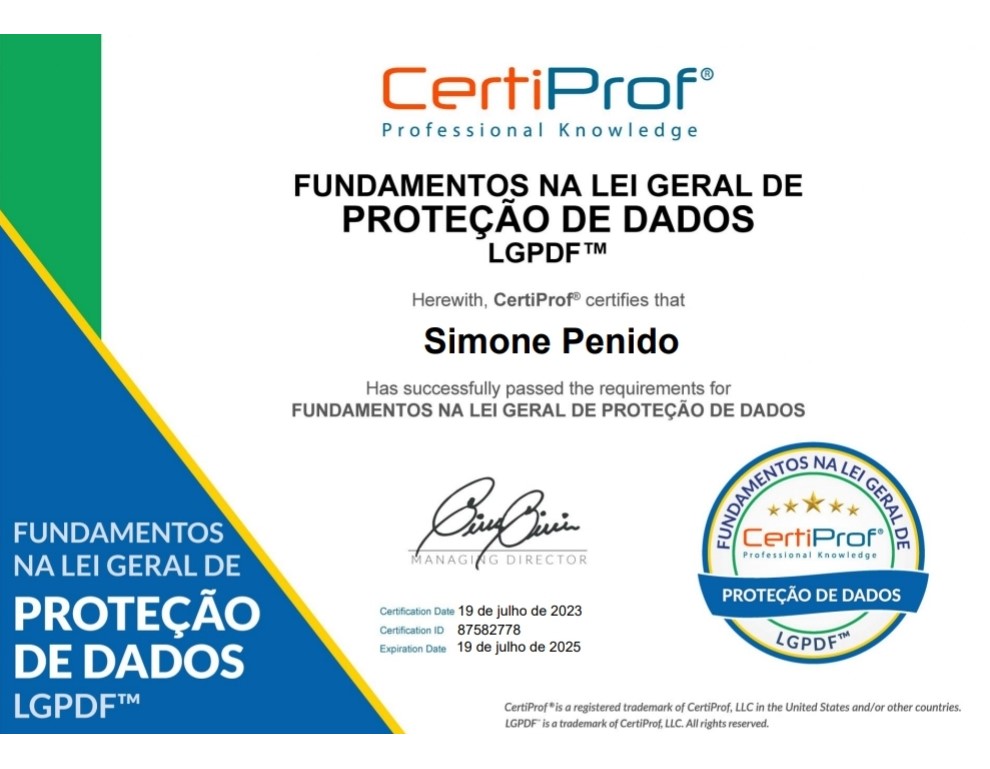 CertiProf®
Professional Knowledge
FUNDAMENTOS NA LEI GERAL DE
PROTEÇÃO DE DADOS
LGPDF™
Herewith, CertiProf® certifies that
Simone Penido
Has successfully passed the requirements for
FUNDAMENTOS NA LEI GERAL DE PROTEÇÃO DE DADOS
MANAGING DIRECTOR
Certification Date 19 de julho de 2023
Certification ID 87582778
Expiration Date 19 de julho de 2025
FUNDAMENTOS
NA LEI GERAL DE
PROTEÇÃO
DE DADOS
LGPDF™
FUNDAMENTOS NA LEI GERAL DE
CertiProf®
Professional Knowledge
PROTEÇÃO DE DADOS
LGPDF™
CertiProf® is a registered trademark of CertiProf, LLC in the United States and/or other countries.
LGPDF™ is a trademark of CertiProf, LLC. All rights reserved.